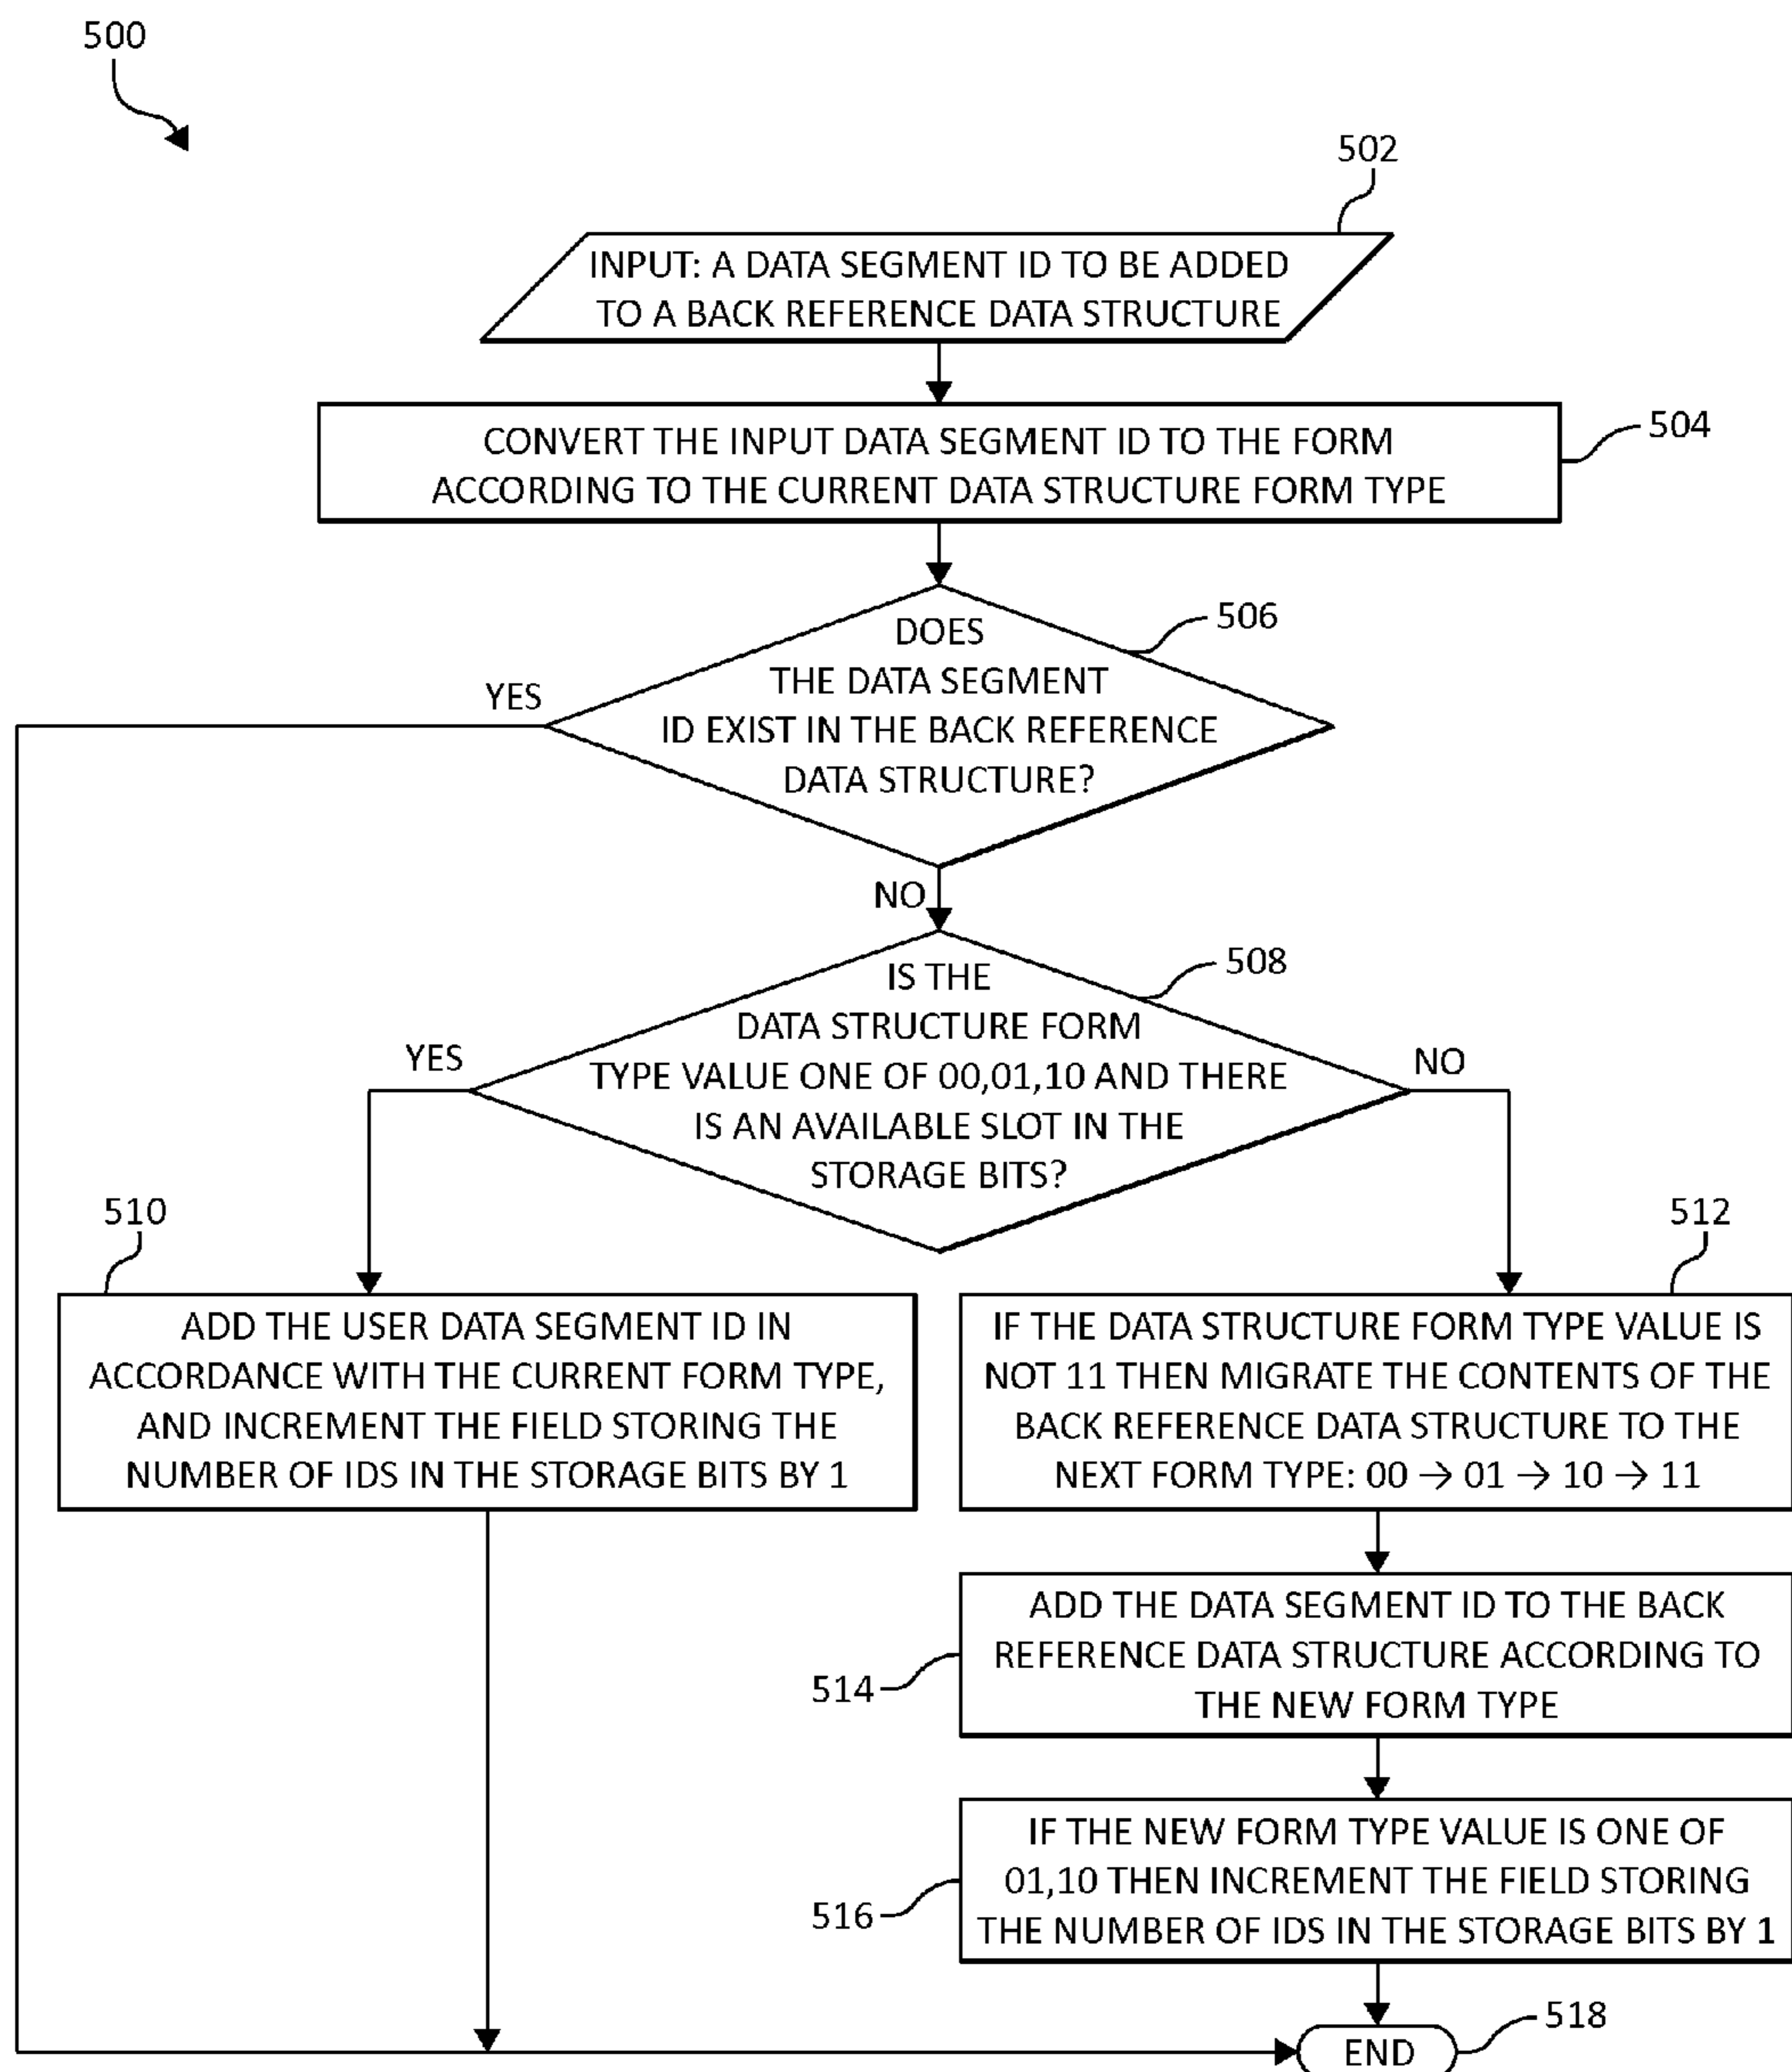 500
502
INPUT: A DATA SEGMENT ID TO BE ADDED
TO A BACK REFERENCE DATA STRUCTURE
504
CONVERT THE INPUT DATA SEGMENT ID TO THE FORM
ACCORDING TO THE CURRENT DATA STRUCTURE FORM TYPE
506
DOES
THE DATA SEGMENT
ID EXIST IN THE BACK REFERENCE
DATA STRUCTURE?
YES
NO
508
IS THE
DATA STRUCTURE FORM
TYPE VALUE ONE OF 00,01,10 AND THERE
IS AN AVAILABLE SLOT IN THE
STORAGE BITS?
YES
NO
510
ADD THE USER DATA SEGMENT ID IN
ACCORDANCE WITH THE CURRENT FORM TYPE,
AND INCREMENT THE FIELD STORING THE
NUMBER OF IDS IN THE STORAGE BITS BY 1
512
IF THE DATA STRUCTURE FORM TYPE VALUE IS
NOT 11 THEN MIGRATE THE CONTENTS OF THE
BACK REFERENCE DATA STRUCTURE TO THE
NEXT FORM TYPE: 00 → 01 → 10 → 11
514
ADD THE DATA SEGMENT ID TO THE BACK
REFERENCE DATA STRUCTURE ACCORDING TO
THE NEW FORM TYPE
516
IF THE NEW FORM TYPE VALUE IS ONE OF
01,10 THEN INCREMENT THE FIELD STORING
THE NUMBER OF IDS IN THE STORAGE BITS BY 1
518
END